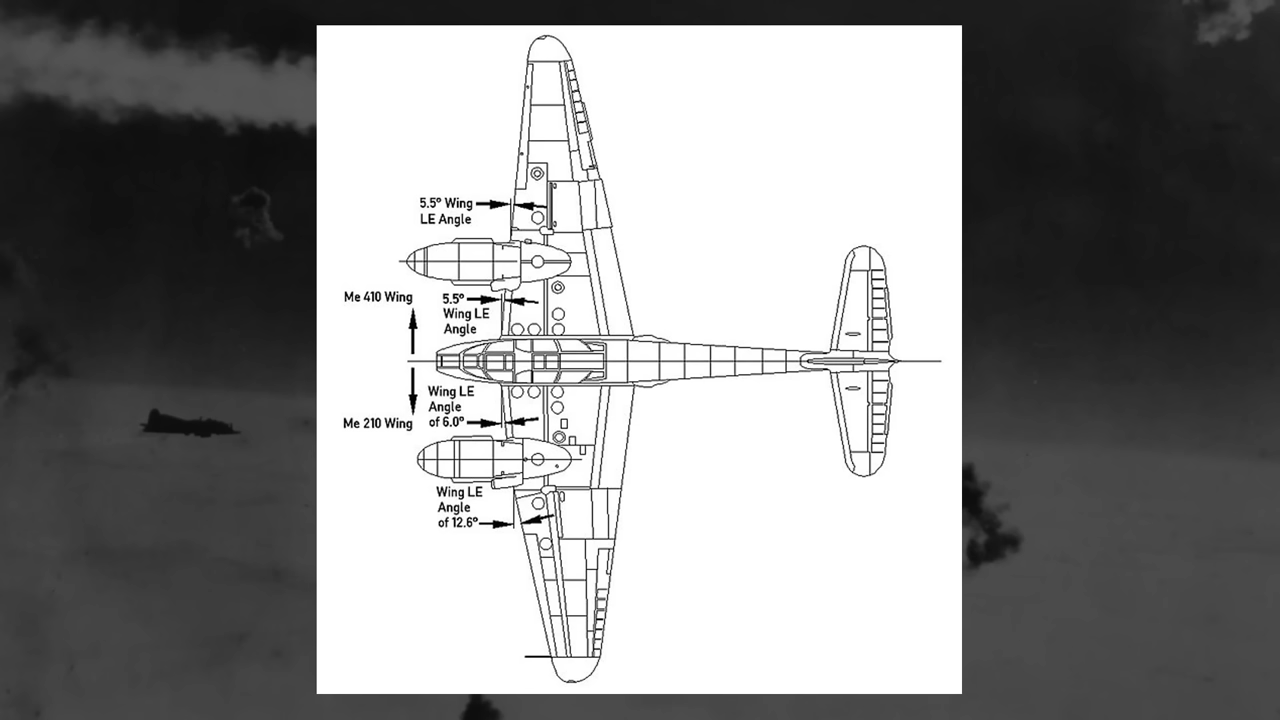 5.5° Wing
LE Angle
Me 410 Wing
5.5°
Wing LE
Angle
Wing LE
Angle
of 6.0°
Me 210 Wing
Wing LE
Angle
of 12.6°